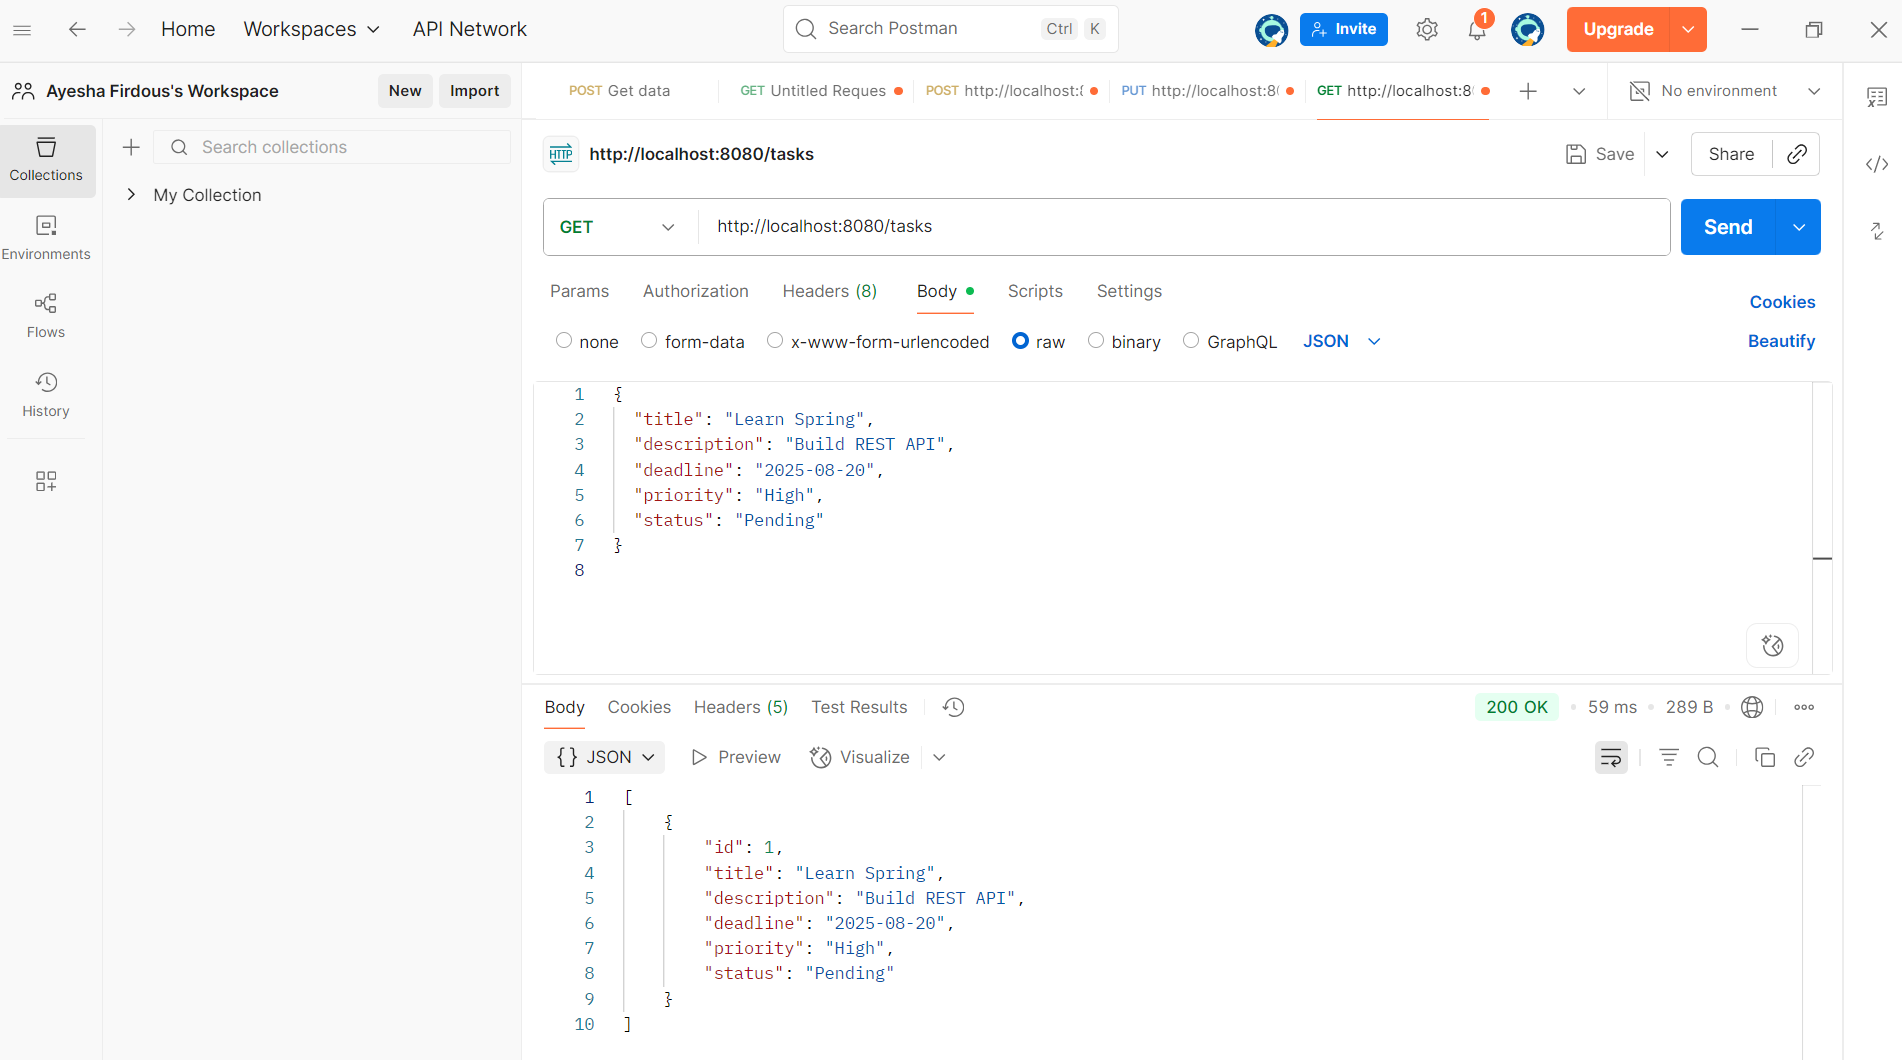 Home Workspaces API Network Search Postman Ctrl K Invite 1 Upgrade
Ayesha Firdous's Workspace New Import
POST Get data GET Untitled Reques POST http://localhost: PUT http://localhost:8 GET http://localhost:8 No environment
Collections
Environments
Flows
History
Search collections
My Collection
HTTP http://localhost:8080/tasks Save Share
GET http://localhost:8080/tasks Send
Params Authorization Headers (8) Body Scripts Settings Cookies
none form-data x-www-form-urlencoded raw binary GraphQL JSON Beautify
1 {
2 "title": "Learn Spring",
3 "description": "Build REST API",
4 "deadline": "2025-08-20",
5 "priority": "High",
6 "status": "Pending"
7 }
8
Body Cookies Headers (5) Test Results 200 OK • 59 ms • 289 B
{} JSON Preview Visualize
1 [
2 {
3 "id": 1,
4 "title": "Learn Spring",
5 "description": "Build REST API",
6 "deadline": "2025-08-20",
7 "priority": "High",
8 "status": "Pending"
9 }
10 ]